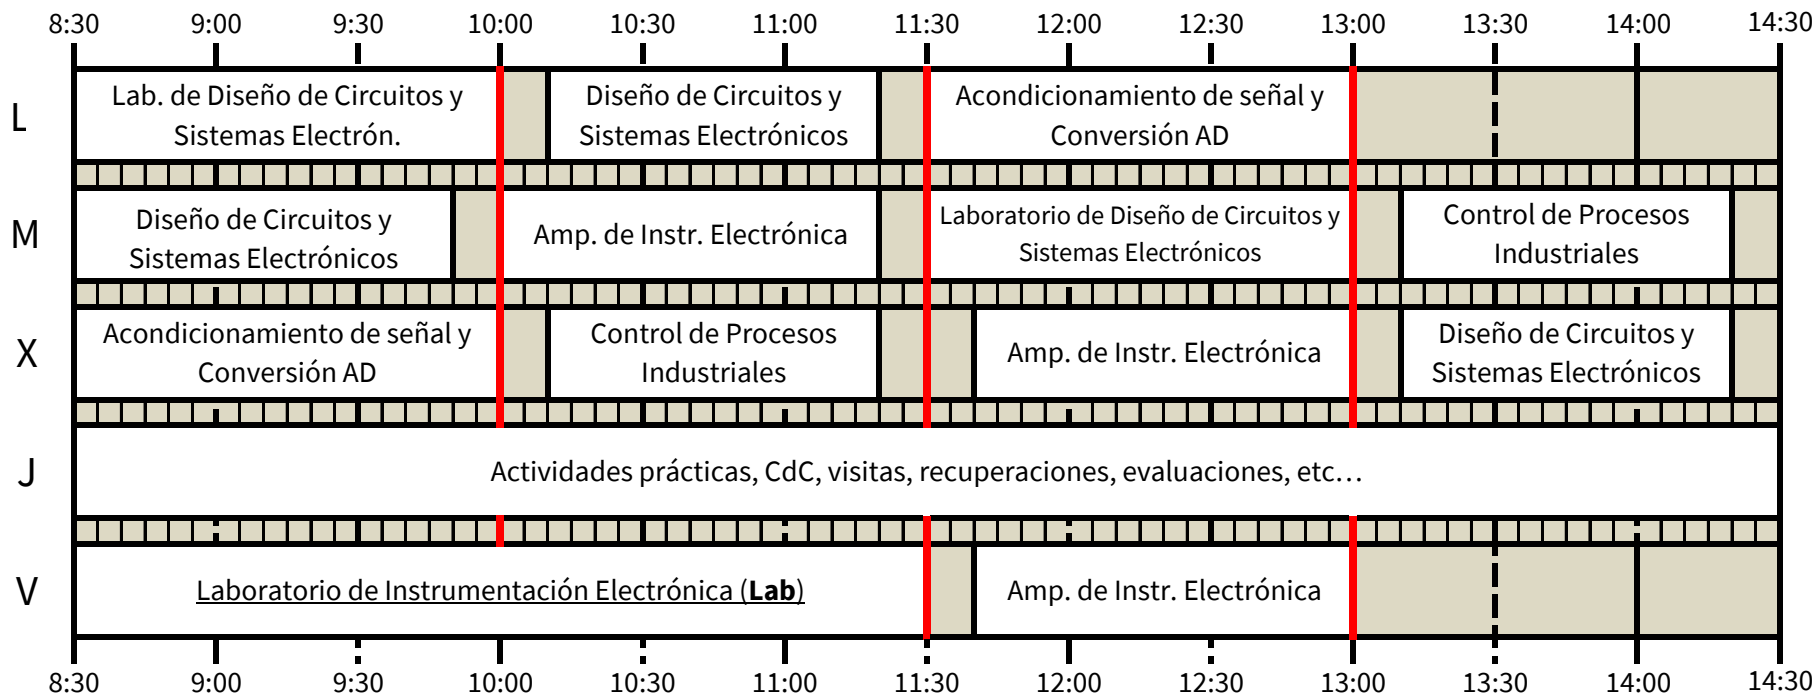 8:30 9:00 9:30 10:00 10:30 11:00 11:30 12:00 12:30 13:00 13:30 14:00 14:30
L
Lab. de Diseño de Circuitos y
Sistemas Electrón.
Diseño de Circuitos y
Sistemas Electrónicos
Acondicionamiento de señal y
Conversión AD
M
Diseño de Circuitos y
Sistemas Electrónicos
Amp. de Instr. Electrónica
Laboratorio de Diseño de Circuitos y
Sistemas Electrónicos
Control de Procesos
Industriales
X
Acondicionamiento de señal y
Conversión AD
Control de Procesos
Industriales
Amp. de Instr. Electrónica
Diseño de Circuitos y
Sistemas Electrónicos
J
Actividades prácticas, CdC, visitas, recuperaciones, evaluaciones, etc…
V
Laboratorio de Instrumentación Electrónica (Lab)
Amp. de Instr. Electrónica
8:30 9:00 9:30 10:00 10:30 11:00 11:30 12:00 12:30 13:00 13:30 14:00 14:30